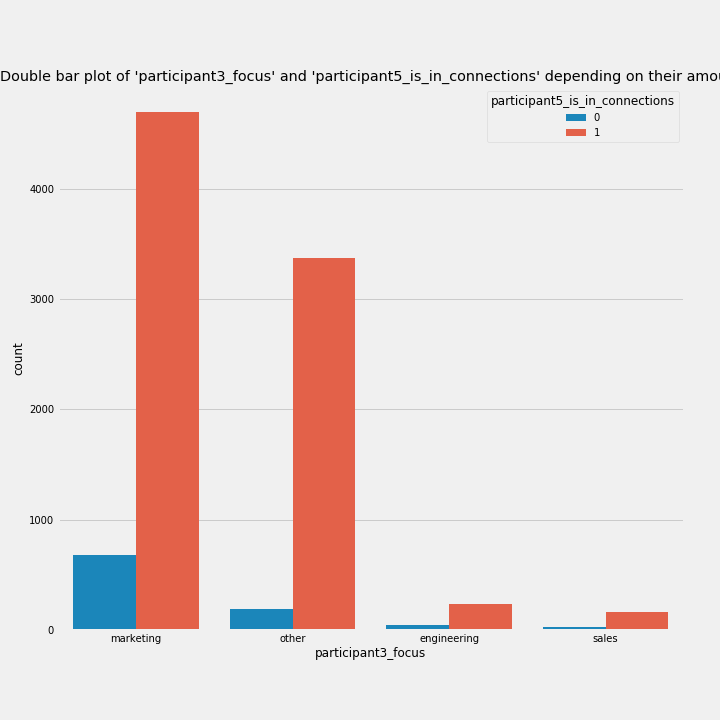 Double bar plot of 'participant3_focus' and 'participant5_is_in_connections' depending on their
participant5_is_in_connections
0
1
4000
3000
2000
1000
0
count
marketing other engineering sales
participant3_focus